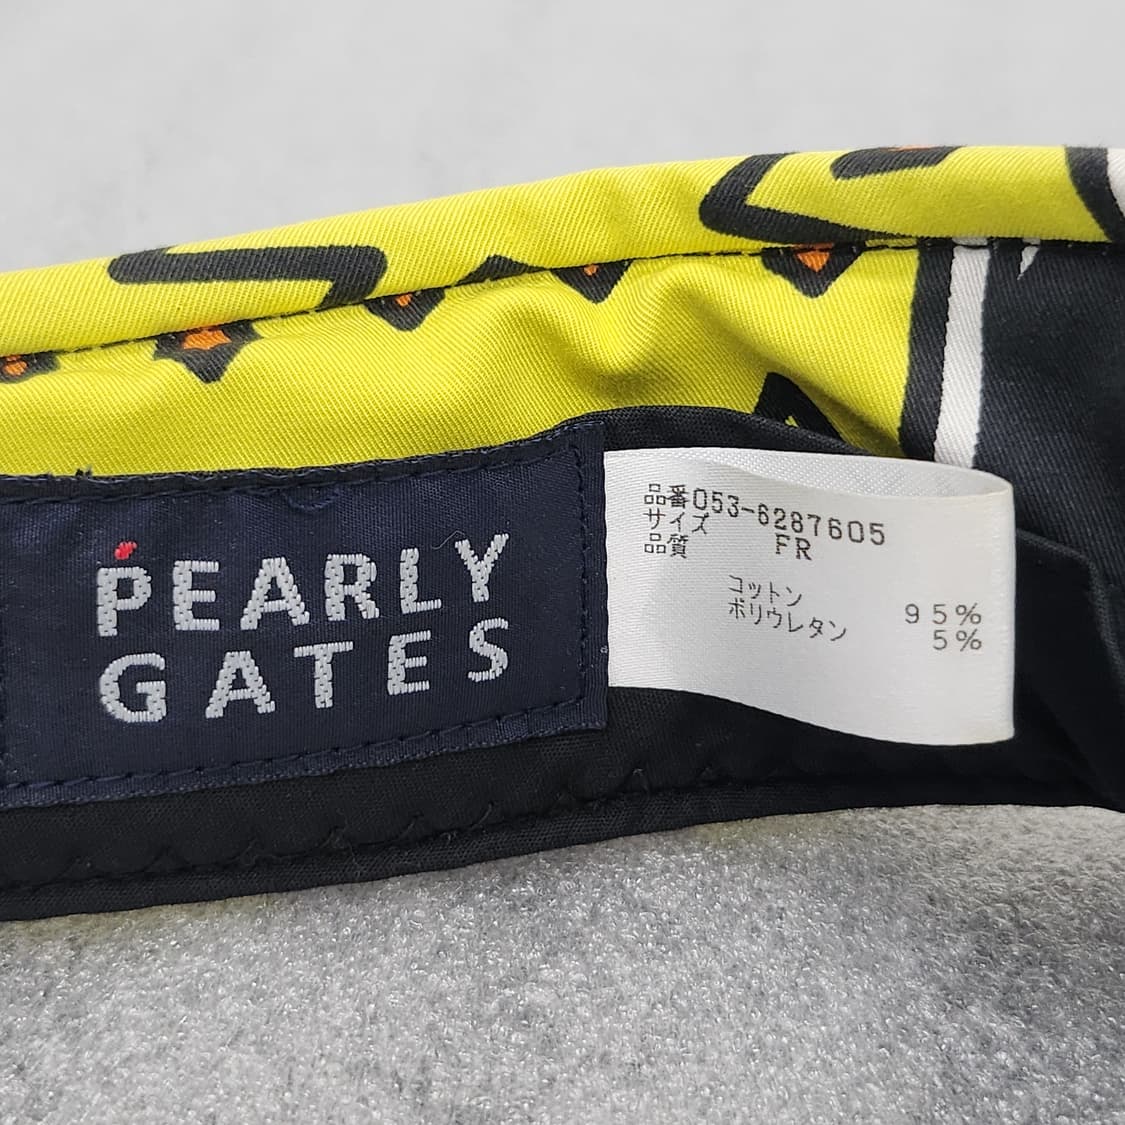 PEARLY
GATES
品番053-6287605
サイズ FR
品質
コットン 95%
ポリウレタン 5%